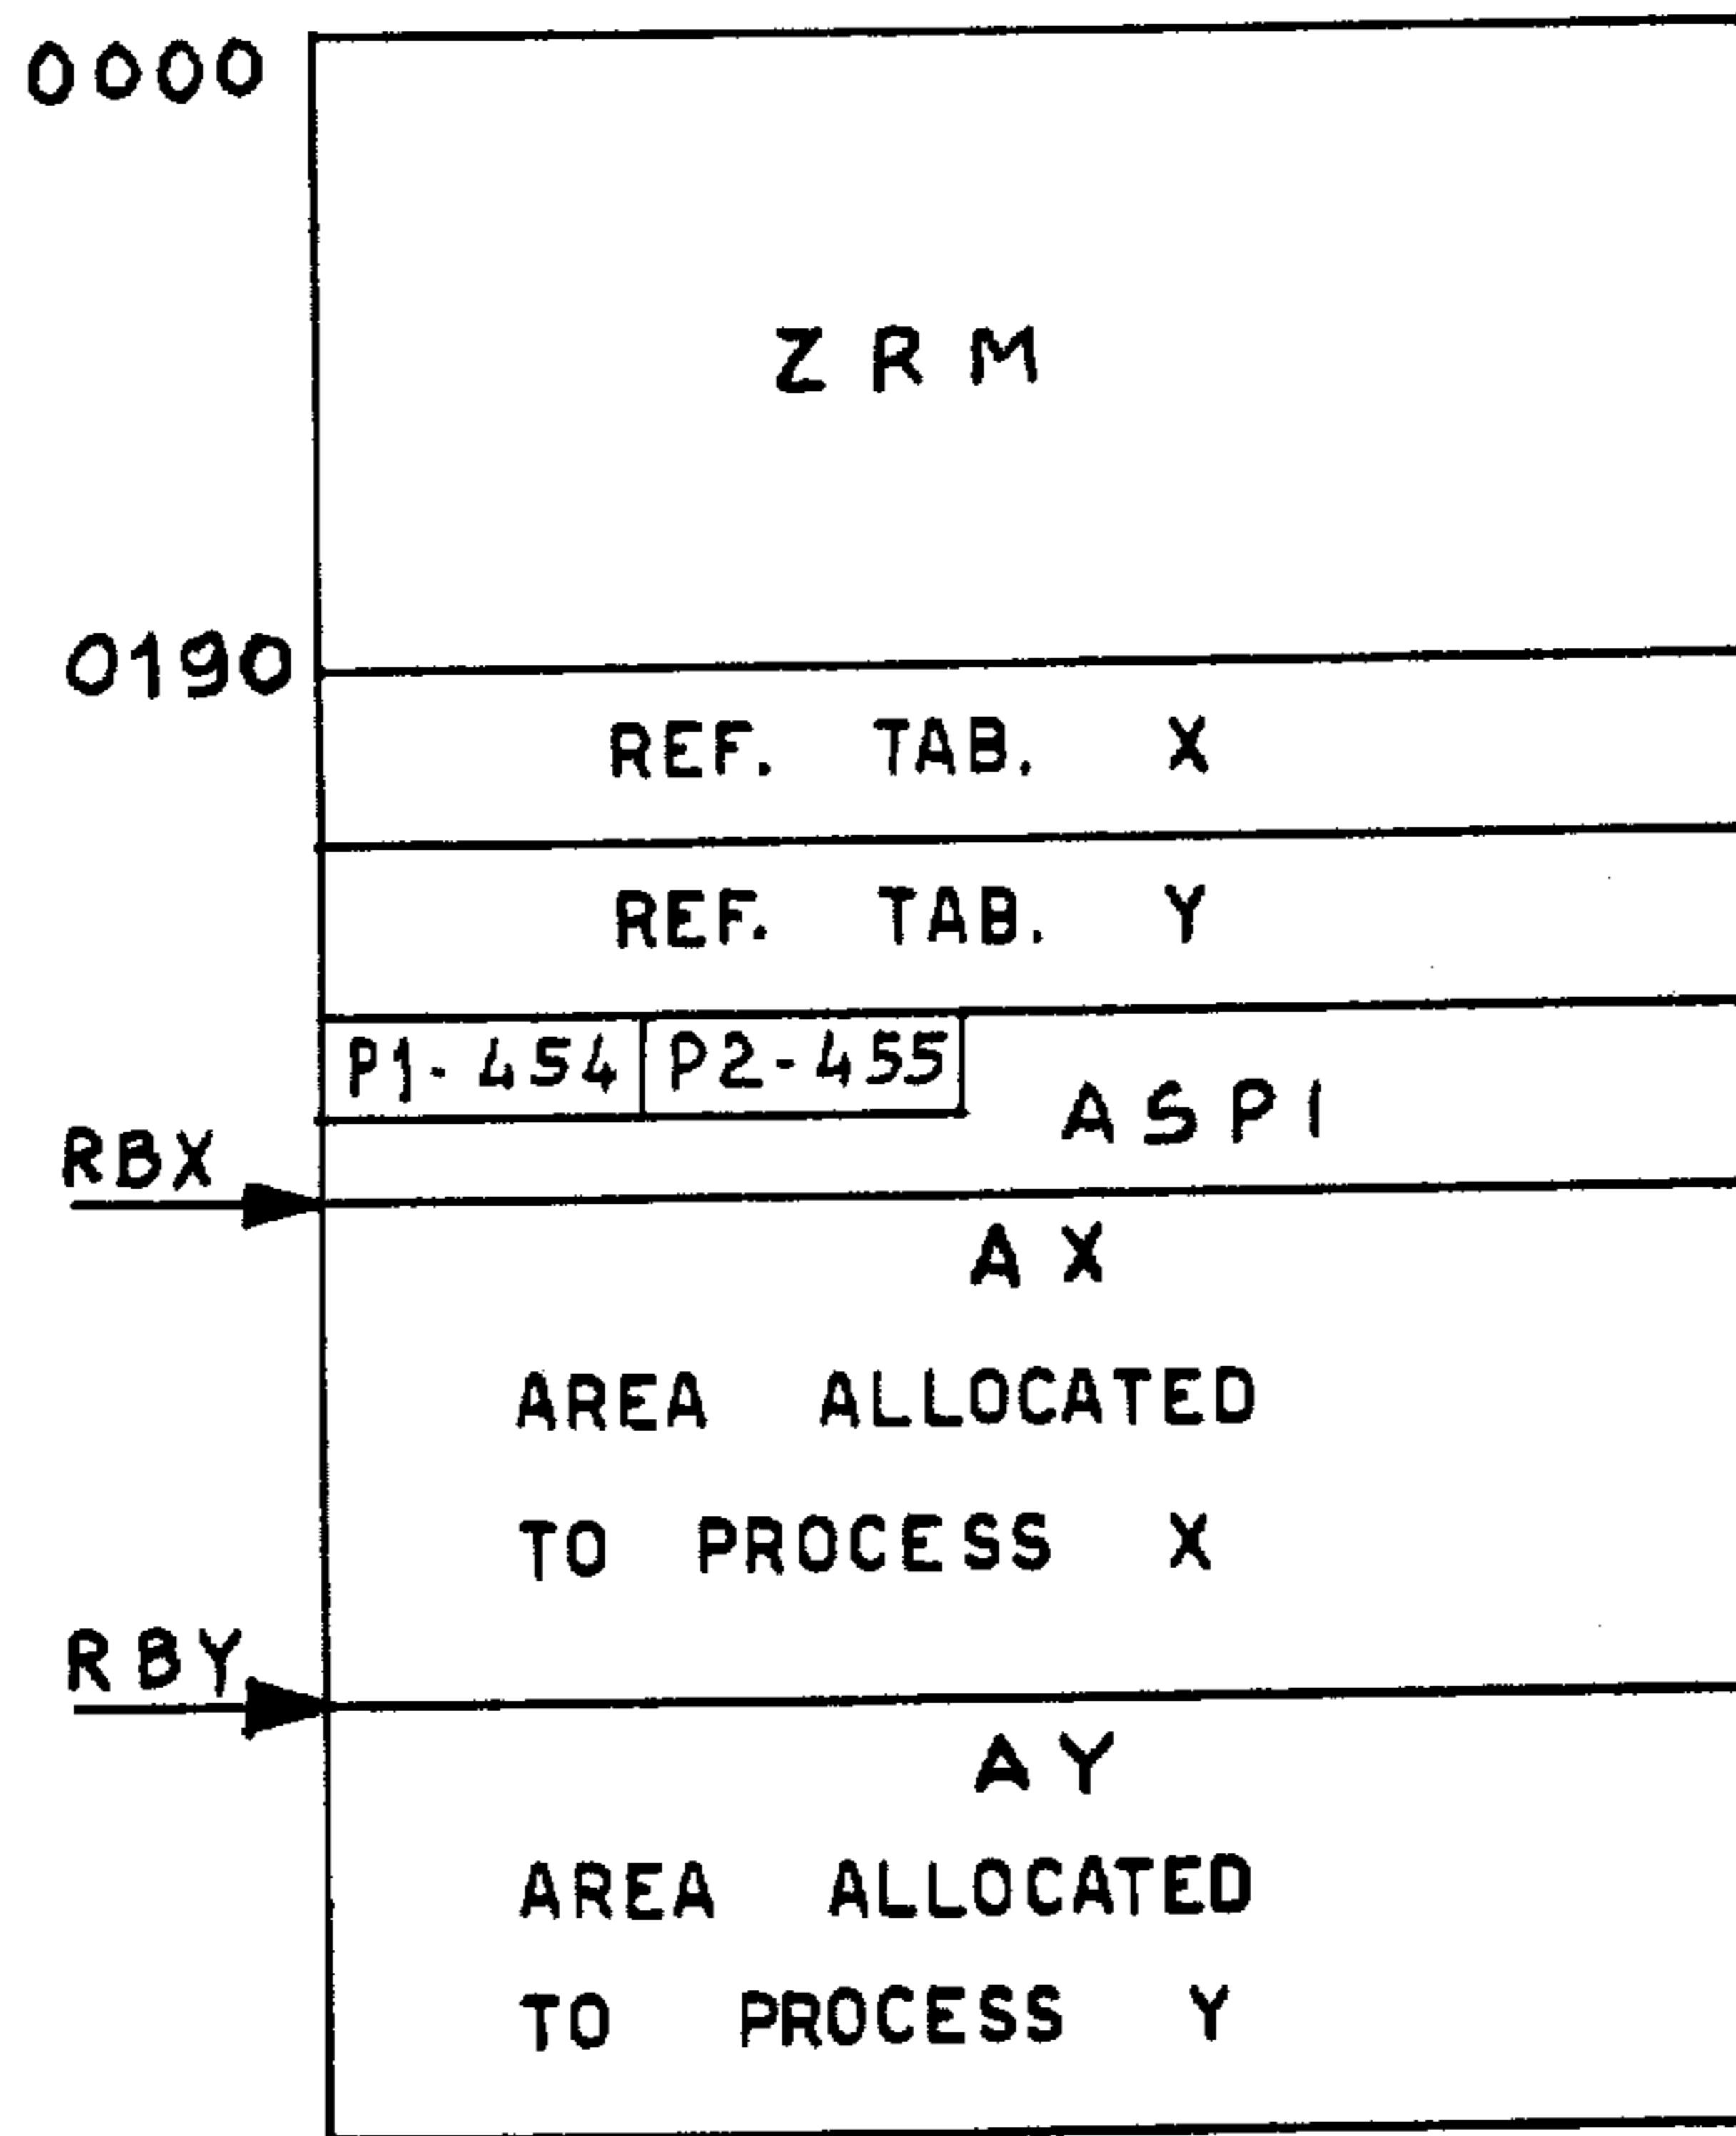 0000
Z R M
0190
REF. TAB. X
REF. TAB. Y
P1-454 P2-455
ASPI
RBX
AX
AREA ALLOCATED
TO PROCESS X
RBY
AY
AREA ALLOCATED
TO PROCESS Y